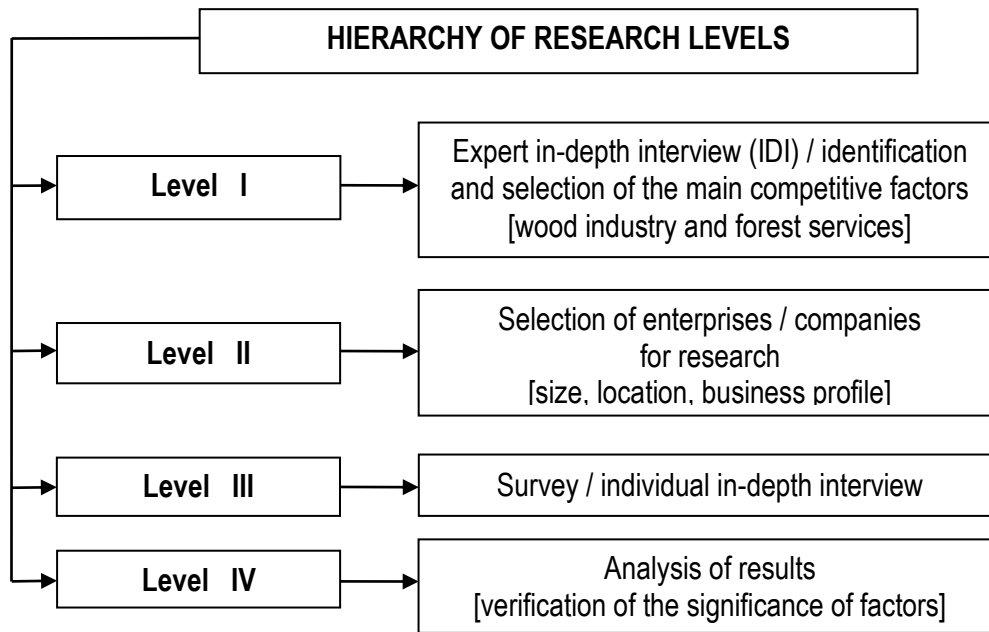 HIERARCHY OF RESEARCH LEVELS
Level I
Expert in-depth interview (IDI) / identification
and selection of the main competitive factors
[wood industry and forest services]
Level II
Selection of enterprises / companies
for research
[size, location, business profile]
Level III
Survey / individual in-depth interview
Level IV
Analysis of results
[verification of the significance of factors]